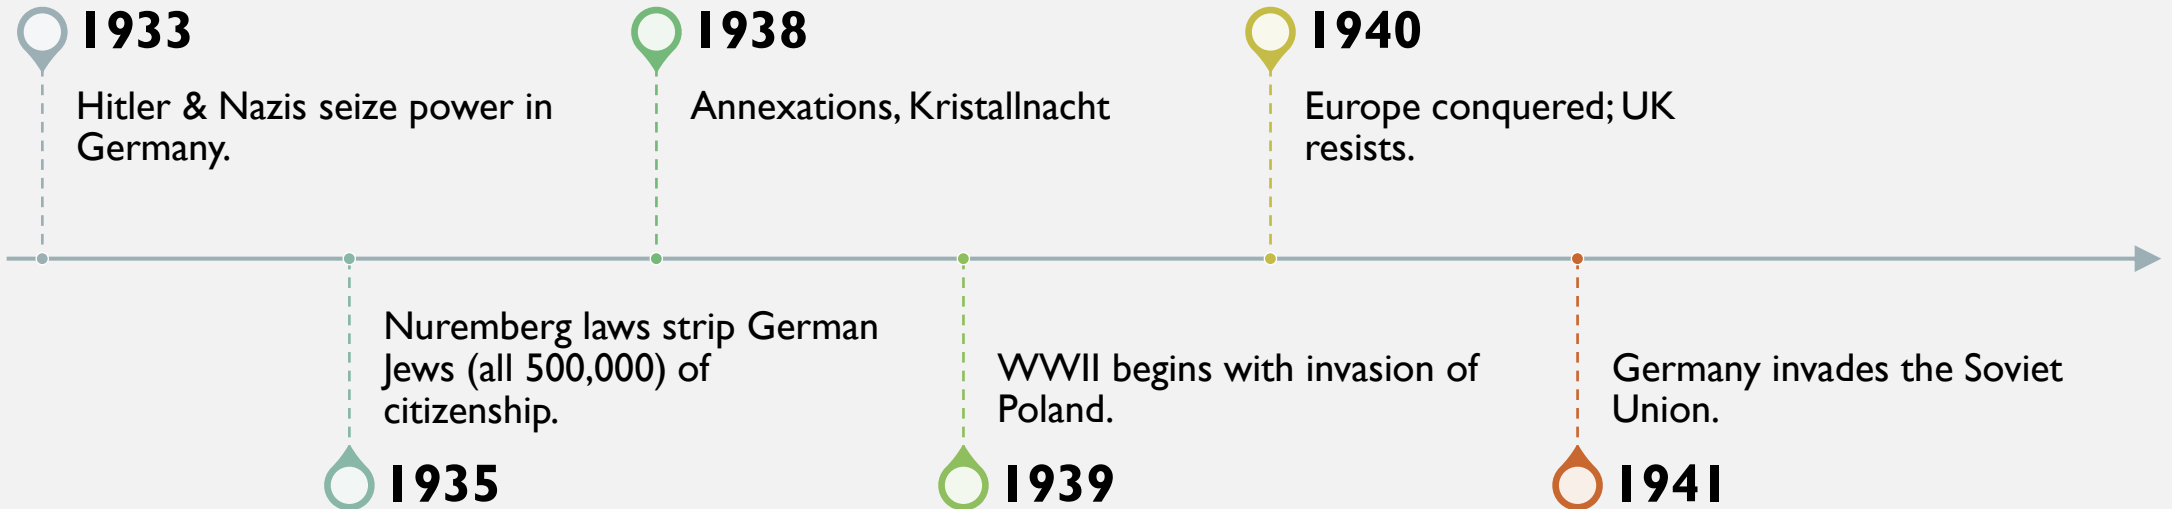 1933
Hitler & Nazis seize power in
Germany.
1935
Nuremberg laws strip German
Jews (all 500,000) of
citizenship.
1938
Annexations, Kristallnacht
1939
WWII begins with invasion of
Poland.
1940
Europe conquered; UK
resists.
1941
Germany invades the Soviet
Union.